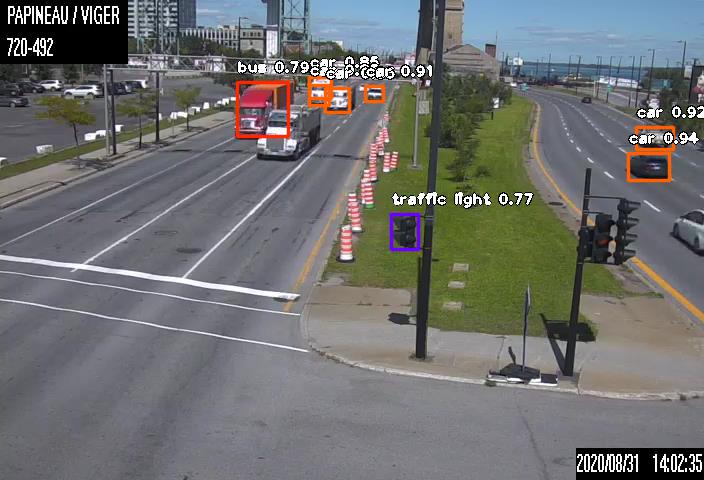 PAPINEAU / VIGER
720-492
bus 0.79
car 0.85
car 0.91
car 0.92
car 0.94
traffic light 0.77
2020/08/31 14:02:35